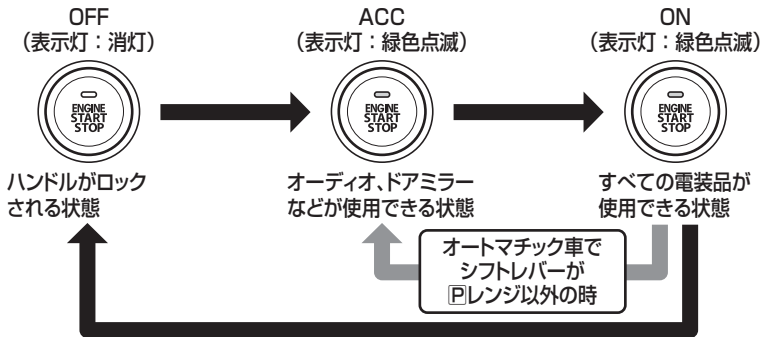 OFF
(表示灯：消灯)
ENGINE
START
STOP
ハンドルがロック
される状態
ACC
(表示灯：緑色点滅)
ENGINE
START
STOP
オーディオ、ドアミラー
などが使用できる状態
ON
(表示灯：緑色点滅)
ENGINE
START
STOP
すべての電装品が
使用できる状態
オートマチック車で
シフトレバーが
Pレンジ以外の時